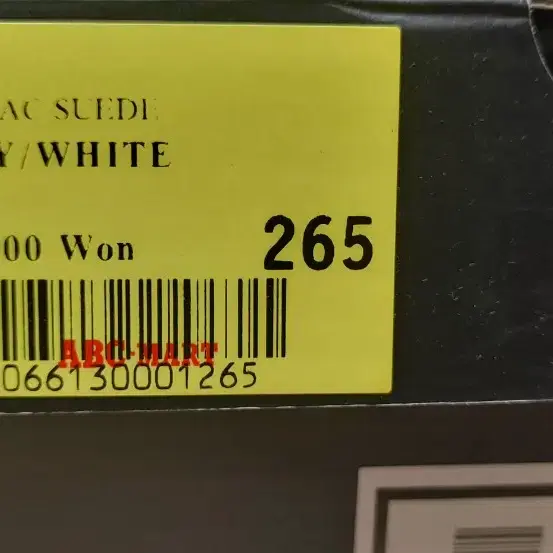 AC SUEDE
Y/WHITE
00 Won 265
ABC-MART
066130001265